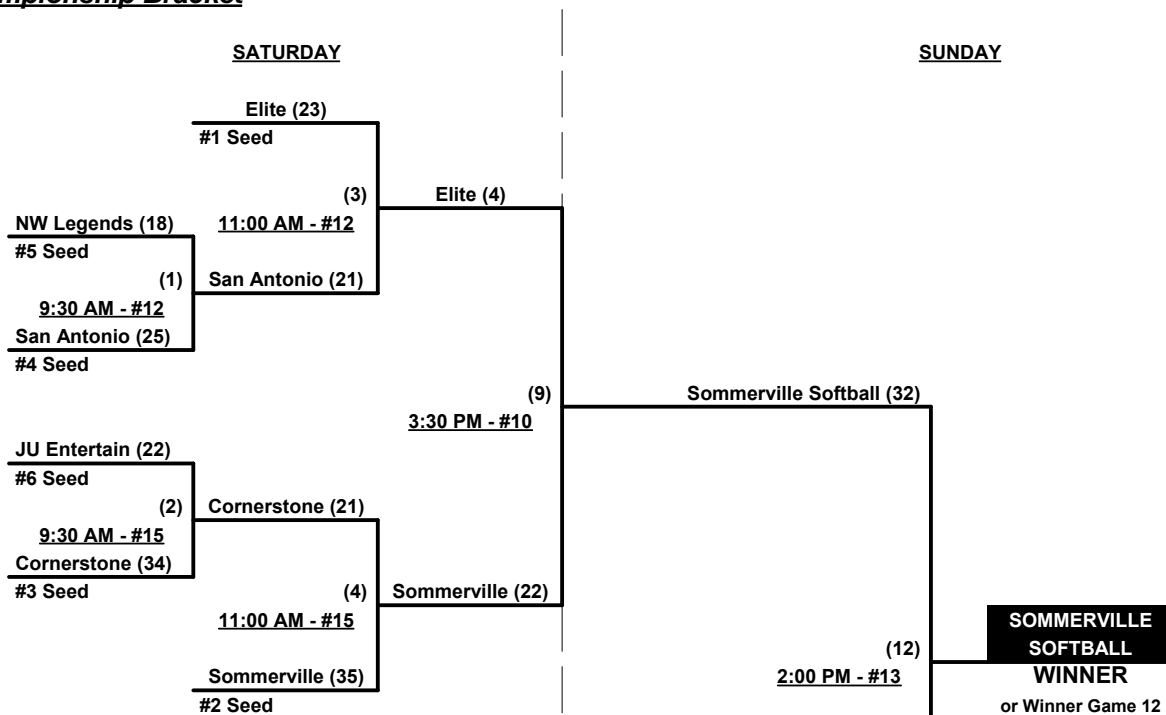 SATURDAY
SUNDAY
Elite (23)
#1 Seed
(3)
Elite (4)
NW Legends (18)
11:00 AM - #12
#5 Seed
(1)
San Antonio (21)
9:30 AM - #12
San Antonio (25)
#4 Seed
(9)
Sommerville Softball (32)
3:30 PM - #10
JU Entertain (22)
#6 Seed
(2)
Cornerstone (21)
9:30 AM - #15
Cornerstone (34)
#3 Seed
(4)
Sommerville (22)
11:00 AM - #15
SOMMERVILLE
SOFTBALL
(12)
2:00 PM - #13
WINNER
Sommerville (35)
#2 Seed
or Winner Game 12